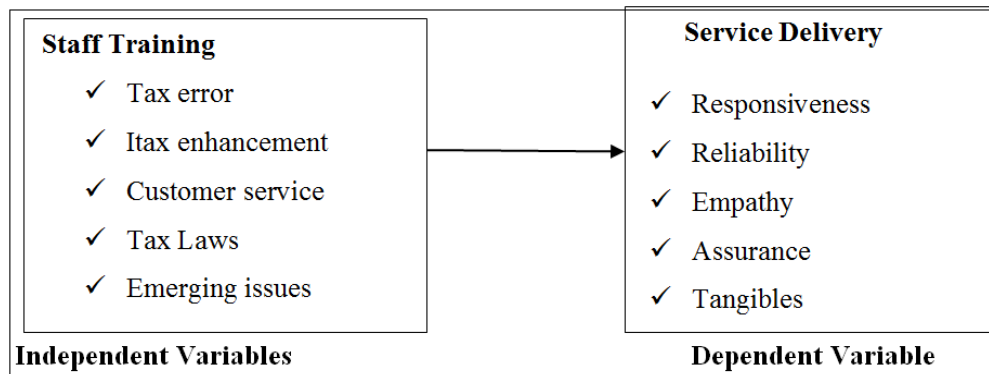 Staff Training
✓ Tax error
✓ Itax enhancement
✓ Customer service
✓ Tax Laws
✓ Emerging issues
Independent Variables
Service Delivery
✓ Responsiveness
✓ Reliability
✓ Empathy
✓ Assurance
✓ Tangibles
Dependent Variable